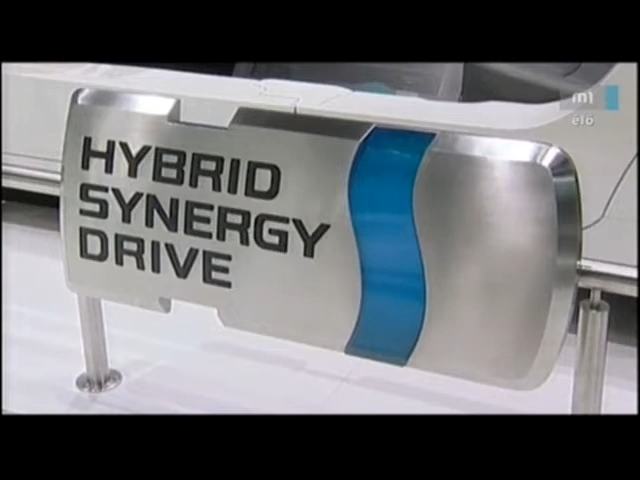 HYBRID
SYNERGY
DRIVE
m1
élő